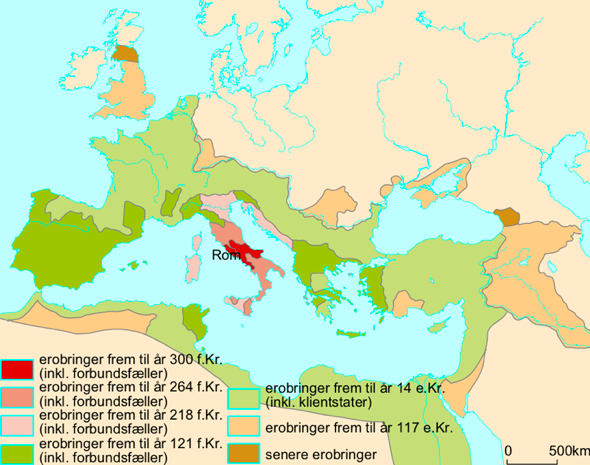 Rom
erobringer frem til år 300 f.Kr.
(inkl. forbundsfæller)
erobringer frem til år 264 f.Kr.
(inkl. forbundsfæller)
erobringer frem til år 218 f.Kr.
(inkl. forbundsfæller)
erobringer frem til år 121 f.Kr.
(inkl. forbundsfæller)
erobringer frem til år 14 e.Kr.
(inkl. klientstater)
erobringer frem til år 117 e.Kr.
senere erobringer
0 500km